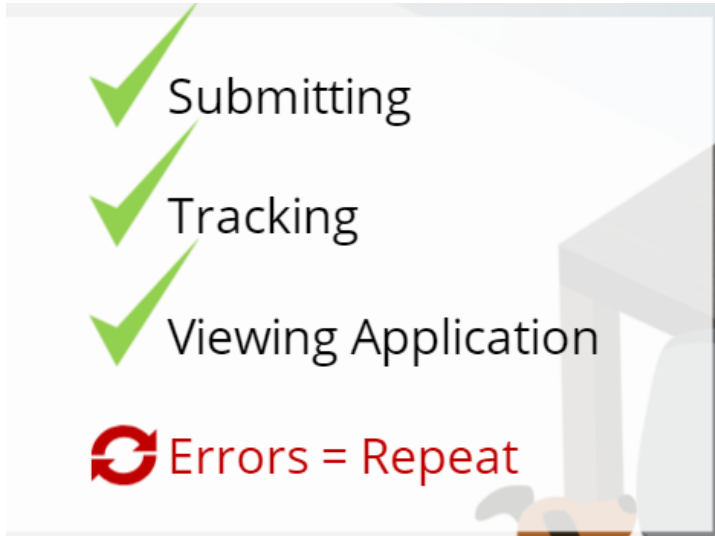 Submitting
Tracking
Viewing Application
Errors = Repeat